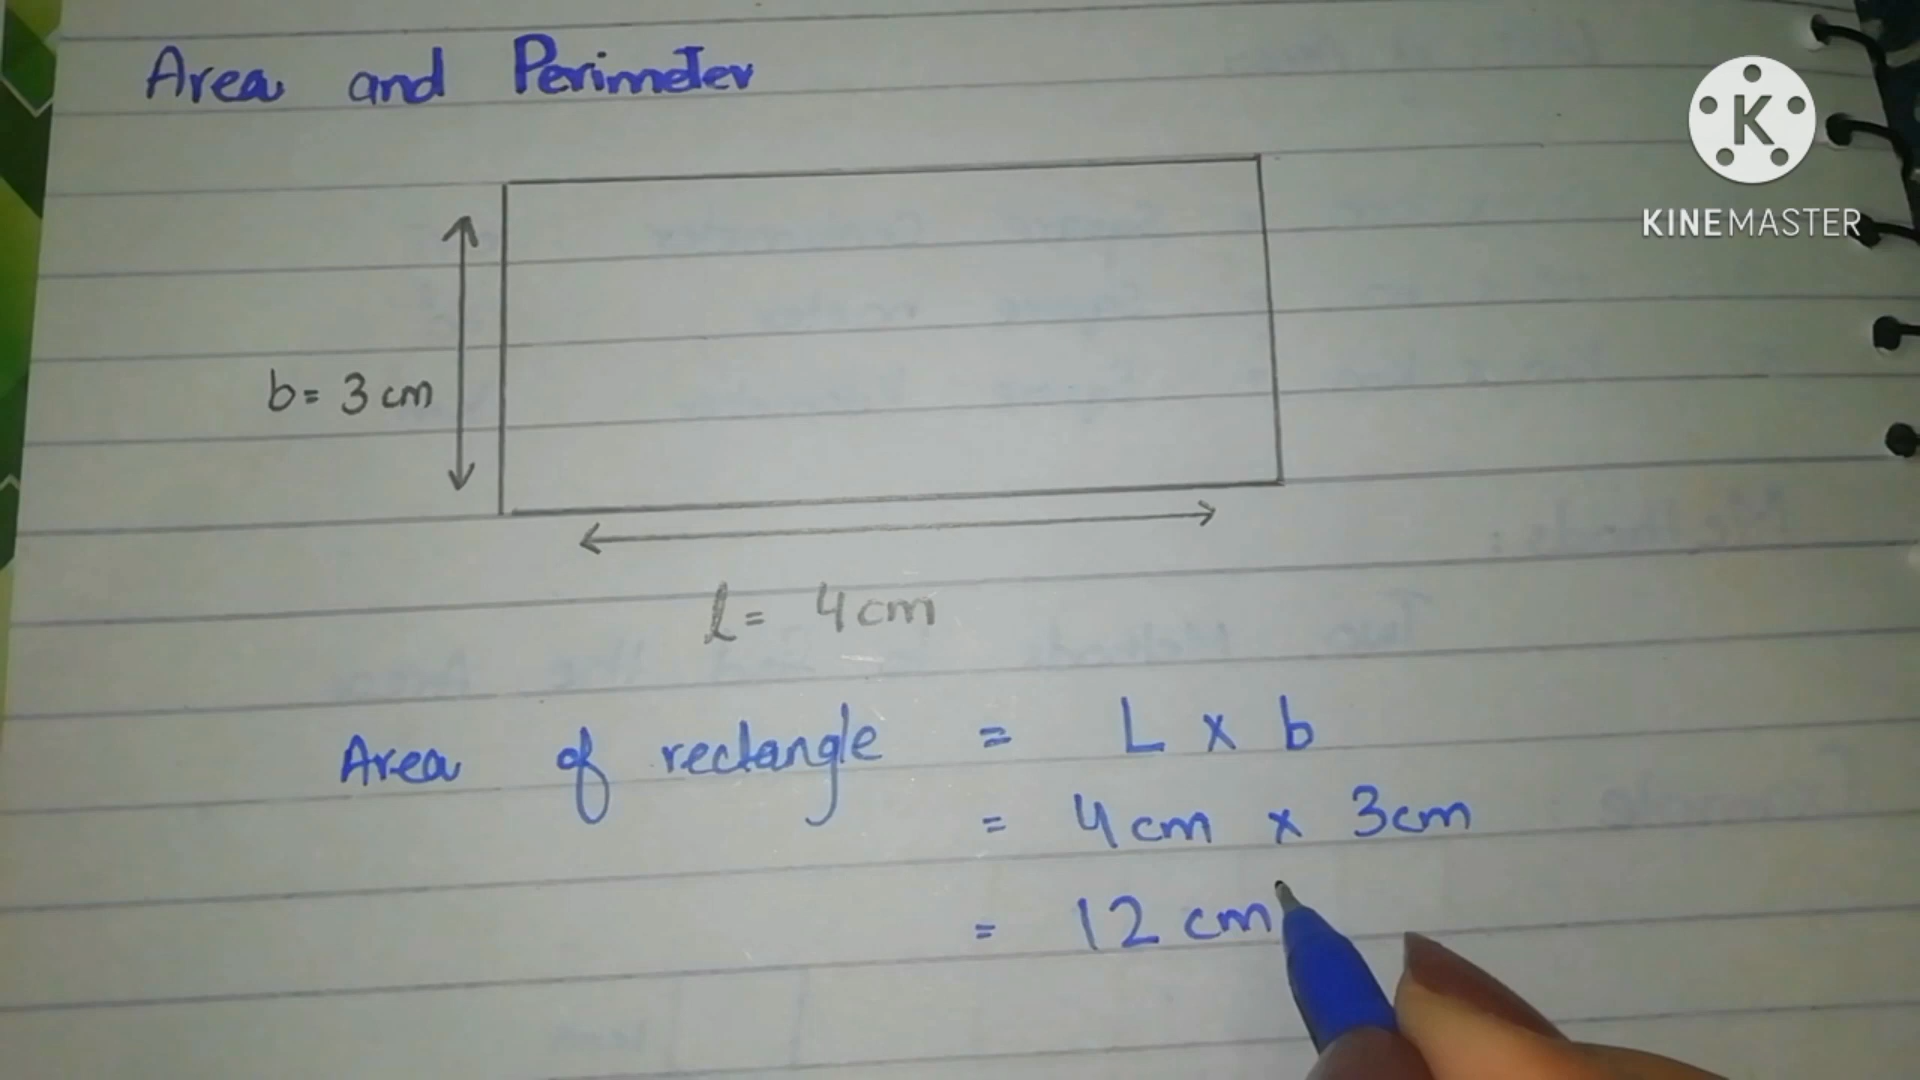 Area and Perimeter
KINEMASTER
b= 3 cm
l= 4cm
Area of rectangle = L x b
= 4cm x 3cm
= 12 cm